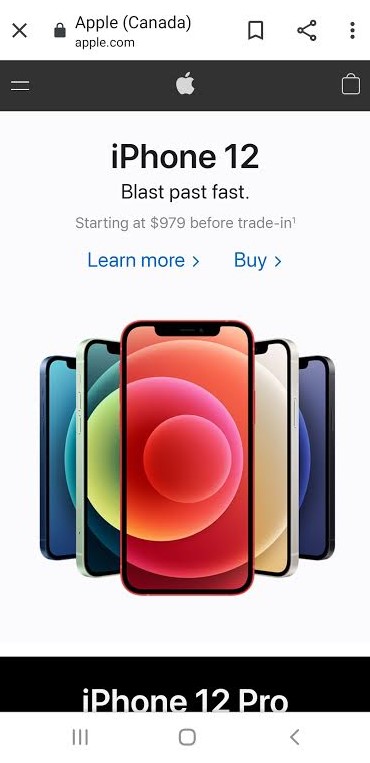 Apple (Canada)
apple.com
iPhone 12
Blast past fast.
Starting at $979 before trade-in¹
Learn more >
Buy >
iPhone 12 Pro